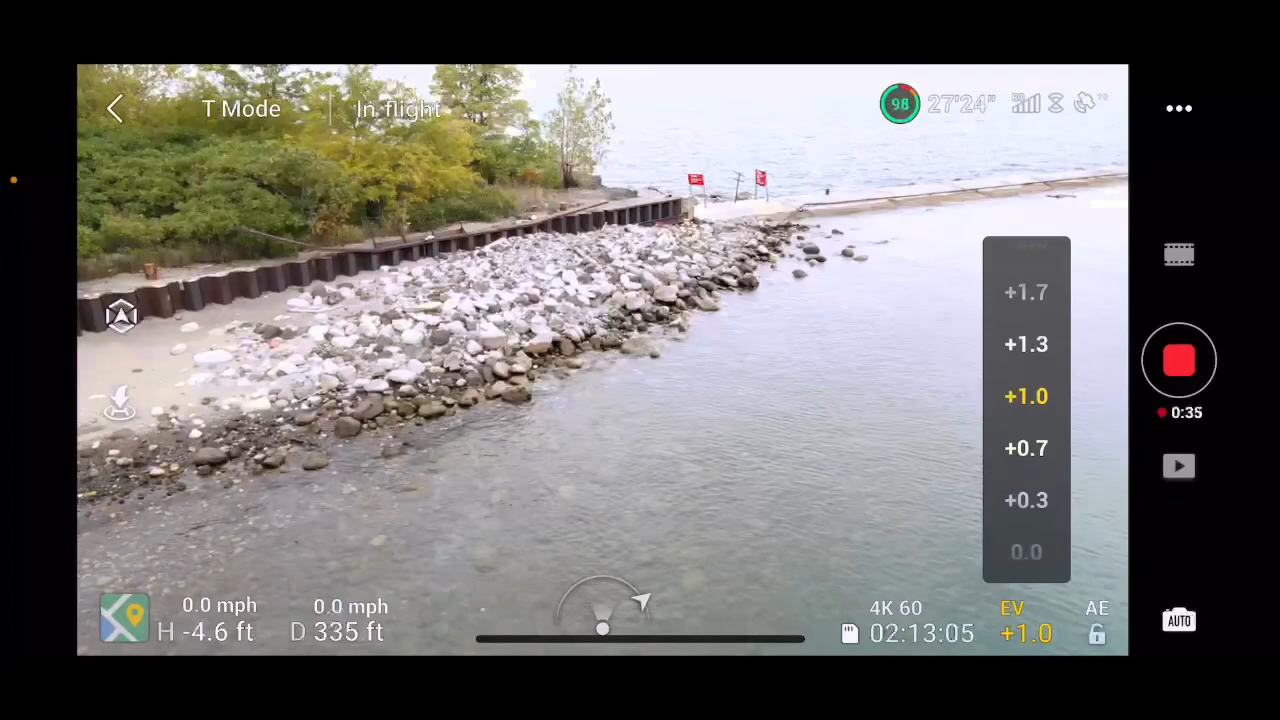 T Mode
In flight
98
27'24"
+1.7
+1.3
+1.0
+0.7
+0.3
0.0
0:35
0.0 mph
0.0 mph
H -4.6 ft
D 335 ft
4K 60
02:13:05
EV
+1.0
AE
AUTO